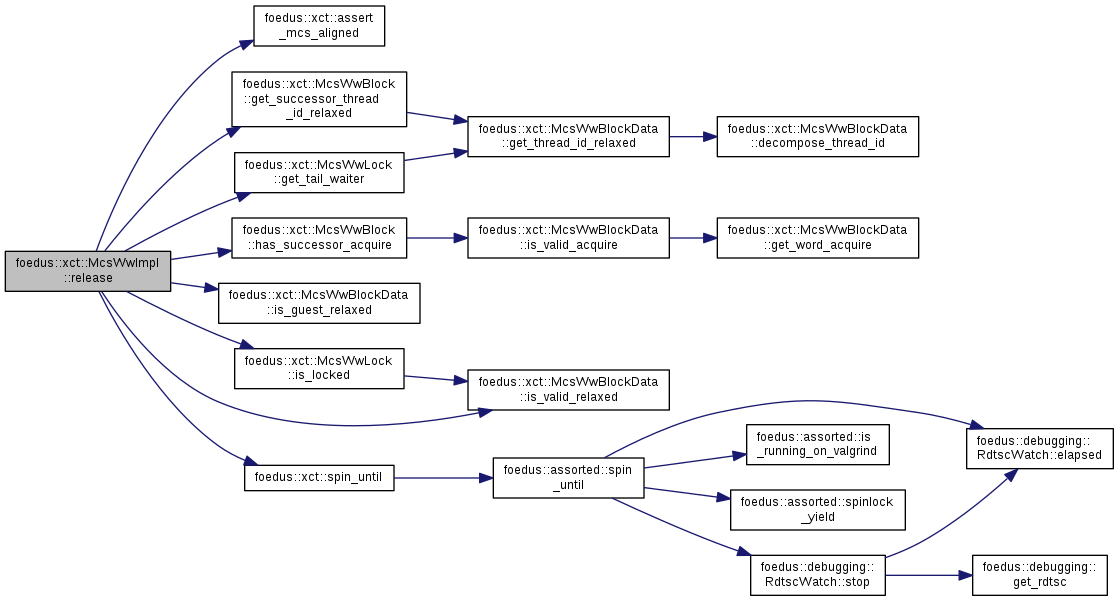 foedus::xct::assert
_mcs_aligned
foedus::xct::McsWwBlock
::get_successor_thread
_id_relaxed
foedus::xct::McsWwBlockData
::get_thread_id_relaxed
foedus::xct::McsWwBlockData
::decompose_thread_id
foedus::xct::McsWwLock
::get_tail_waiter
foedus::xct::McsWwBlock
::has_successor_acquire
foedus::xct::McsWwBlockData
::is_valid_acquire
foedus::xct::McsWwBlockData
::get_word_acquire
foedus::xct::McsWwImpl
::release
foedus::xct::McsWwBlockData
::is_guest_relaxed
foedus::xct::McsWwLock
::is_locked
foedus::xct::McsWwBlockData
::is_valid_relaxed
foedus::xct::spin_until
foedus::assorted::spin
_until
foedus::assorted::is
_running_on_valgrind
foedus::debugging::
RdtscWatch::elapsed
foedus::assorted::spinlock
_yield
foedus::debugging::
RdtscWatch::stop
foedus::debugging::
get_rdtsc